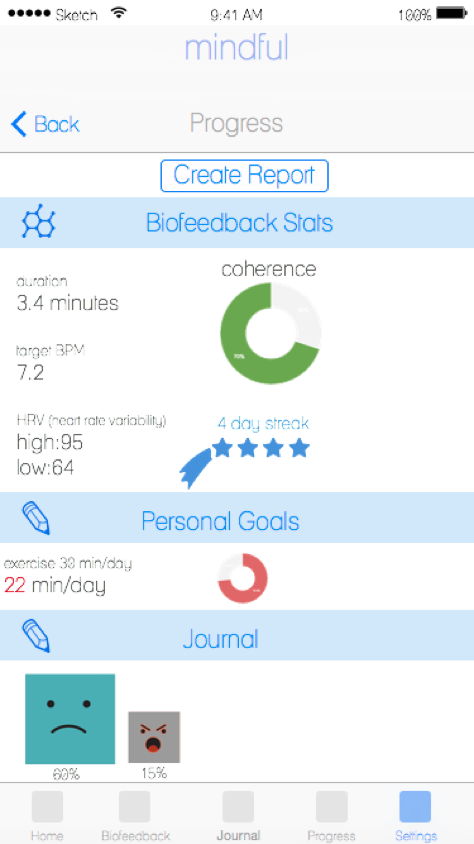 Sketch 9:41 AM 100%
mindful
Back Progress
Create Report
Biofeedback Stats
coherence
duration
3.4 minutes
70%
target BPM
7.2
HRV (heart rate variability)
high:95
low:64
4 day streak
Personal Goals
exercise 30 min/day
22 min/day
Journal
60% 15%
Home Biofeedback Journal Progress Settings